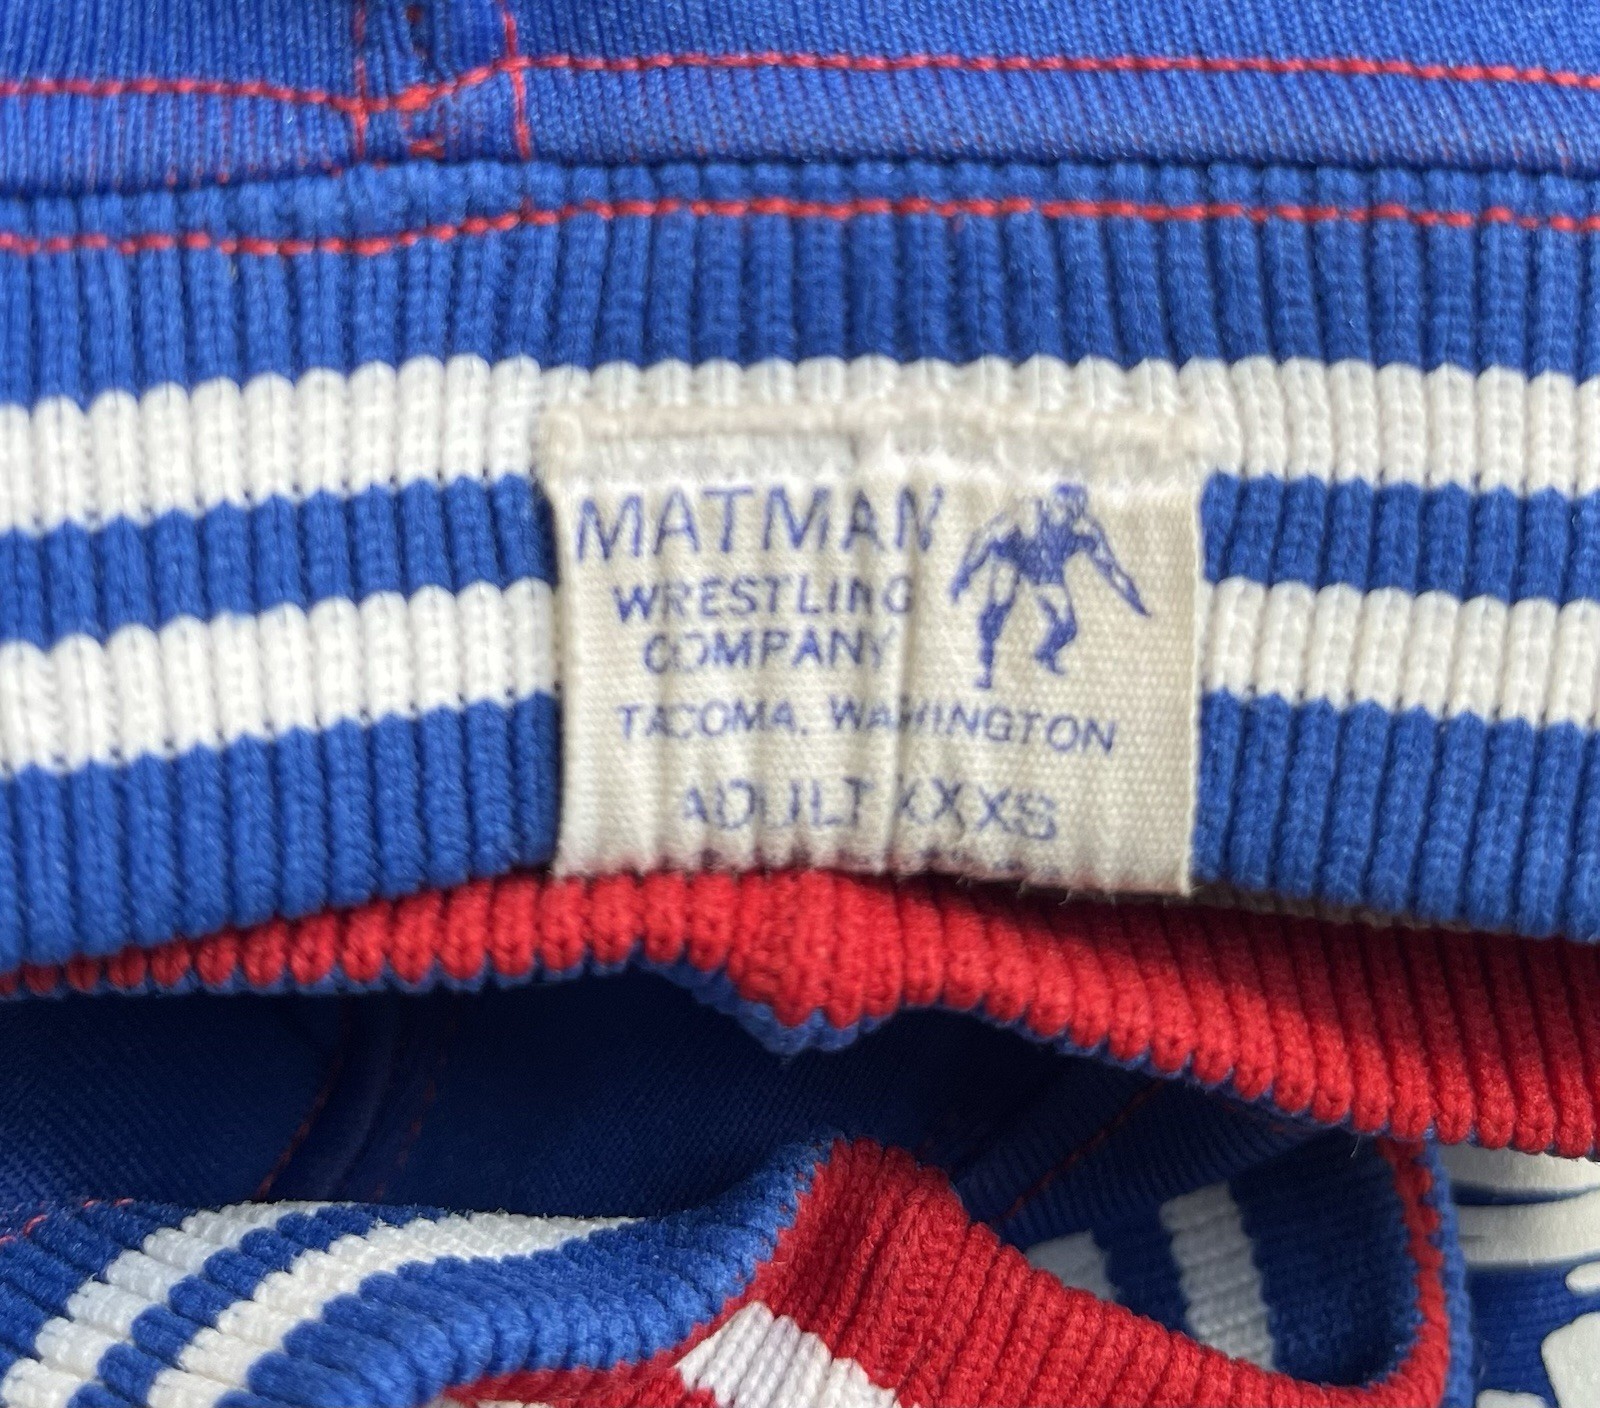 MATMAN
WRESTLING
COMPANY
TACOMA, WASHINGTON
ADULT XXXS